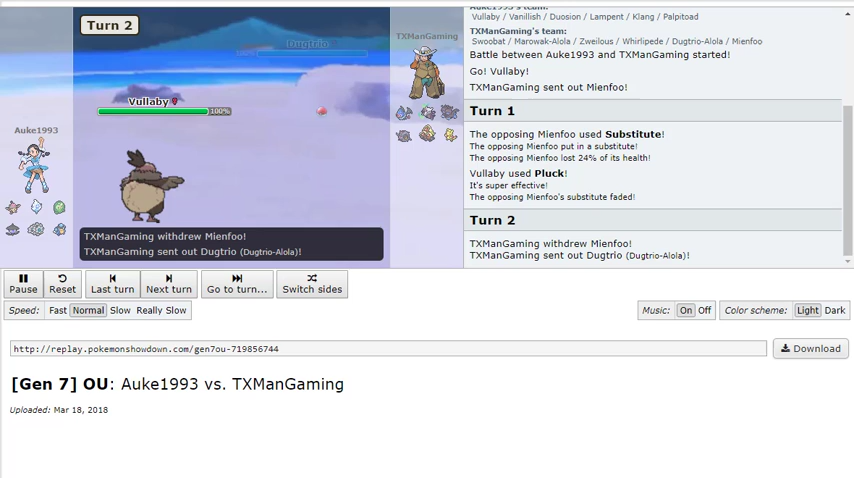 Turn 2
Dugtrio
Vullaby
100%
Auke1993
TXManGaming
TXManGaming withdrew Mienfoo!
TXManGaming sent out Dugtrio (Dugtrio-Alola)!
Auke1993's team:
Vullaby / Vanillish / Duosion / Lampent / Klang / Palpitoad
TXManGaming's team:
Swoobat / Marowak-Alola / Zweilous / Whirlipede / Dugtrio-Alola / Mienfoo
Battle between Auke1993 and TXManGaming started!
Go! Vullaby!
TXManGaming sent out Mienfoo!
Turn 1
The opposing Mienfoo used Substitute!
The opposing Mienfoo put in a substitute!
The opposing Mienfoo lost 24% of its health!
Vullaby used Pluck!
It's super effective!
The opposing Mienfoo's substitute faded!
Turn 2
TXManGaming withdrew Mienfoo!
TXManGaming sent out Dugtrio (Dugtrio-Alola)!
Pause Reset Last turn Next turn Go to turn... Switch sides
Speed: Fast Normal Slow Really Slow
Music: On Off Color scheme: Light Dark
http://replay.pokemonshowdown.com/gen7ou-719856744
Download
[Gen 7] OU: Auke1993 vs. TXManGaming
Uploaded: Mar 18, 2018